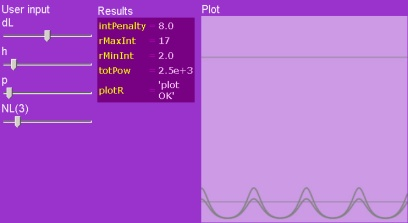 User input
dL
h
p
NL(3)
Results
intPenalty = 8.0
rMaxInt = 17
rMinInt = 2.0
totPow = 2.5e+3
plotR = 'plot
OK'
Plot